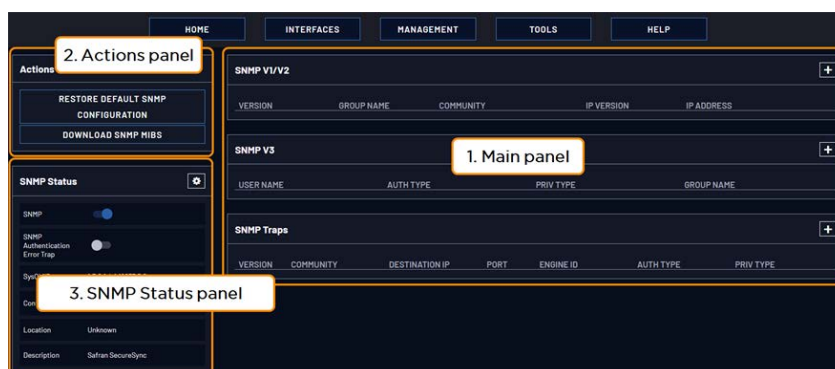 HOME INTERFACES MANAGEMENT TOOLS HELP
2. Actions panel
Actions
RESTORE DEFAULT SNMP
CONFIGURATION
DOWNLOAD SNMP MIBS
SNMP Status
SNMP
SNMP
Authentication
Error Trap
3. SNMP Status panel
Location Unknown
Description Safran SecureSync
SNMP V1/V2 +
VERSION GROUP NAME COMMUNITY IP VERSION IP ADDRESS
SNMP V3 +
1. Main panel
USER NAME AUTH TYPE PRIV TYPE GROUP NAME
SNMP Traps +
VERSION COMMUNITY DESTINATION IP PORT ENGINE ID AUTH TYPE PRIV TYPE